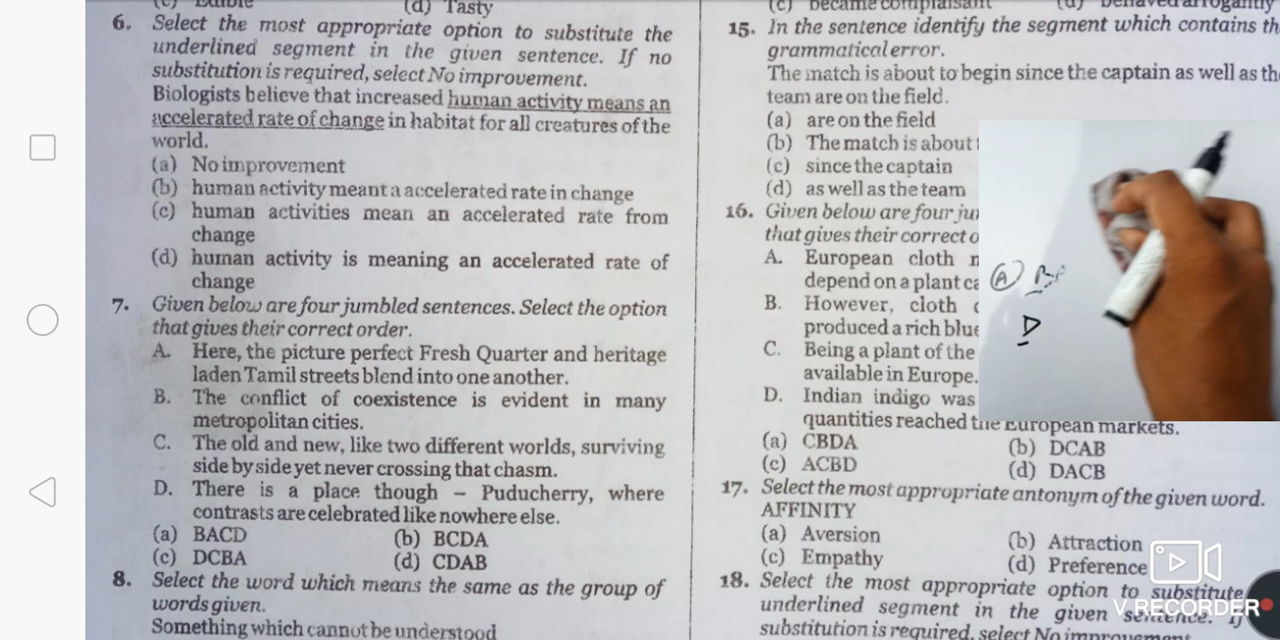 (d) Tasty
6. Select the most appropriate option to substitute the
underlined segment in the given sentence. If no
substitution is required, select No improvement.
Biologists believe that increased human activity means an
accelerated rate of change in habitat for all creatures of the
world.
(a) No improvement
(b) human activity meant a accelerated rate in change
(c) human activities mean an accelerated rate from
change
(d) human activity is meaning an accelerated rate of
change
7. Given below are four jumbled sentences. Select the option
that gives their correct order.
A. Here, the picture perfect Fresh Quarter and heritage
laden Tamil streets blend into one another.
B. The conflict of coexistence is evident in many
metropolitan cities.
C. The old and new, like two different worlds, surviving
side by side yet never crossing that chasm.
D. There is a place though – Puducherry, where
contrasts are celebrated like nowhere else.
(a) BACD (b) BCDA
(c) DCBA (d) CDAB
8. Select the word which means the same as the group of
words given.
Something which cannot be understood
(c) became complaisant (d) behaved arrogantly
15. In the sentence identify the segment which contains th
grammatical error.
The match is about to begin since the captain as well as the
team are on the field.
(a) are on the field
(b) The match is about
(c) since the captain
(d) as well as the team
16. Given below are four ju
that gives their correct o
A. European cloth
depend on a plant ca
B. However, cloth
produced a rich blue
C. Being a plant of the
available in Europe.
D. Indian indigo was
quantities reached the European markets.
(a) CBDA (b) DCAB
(c) ACBD (d) DACB
17. Select the most appropriate antonym of the given word.
AFFINITY
(a) Aversion (b) Attraction
(c) Empathy (d) Preference
18. Select the most appropriate option to substitute
underlined segment in the given sentence. If
substitution is required, select No improvement
A
D
V RECORDER